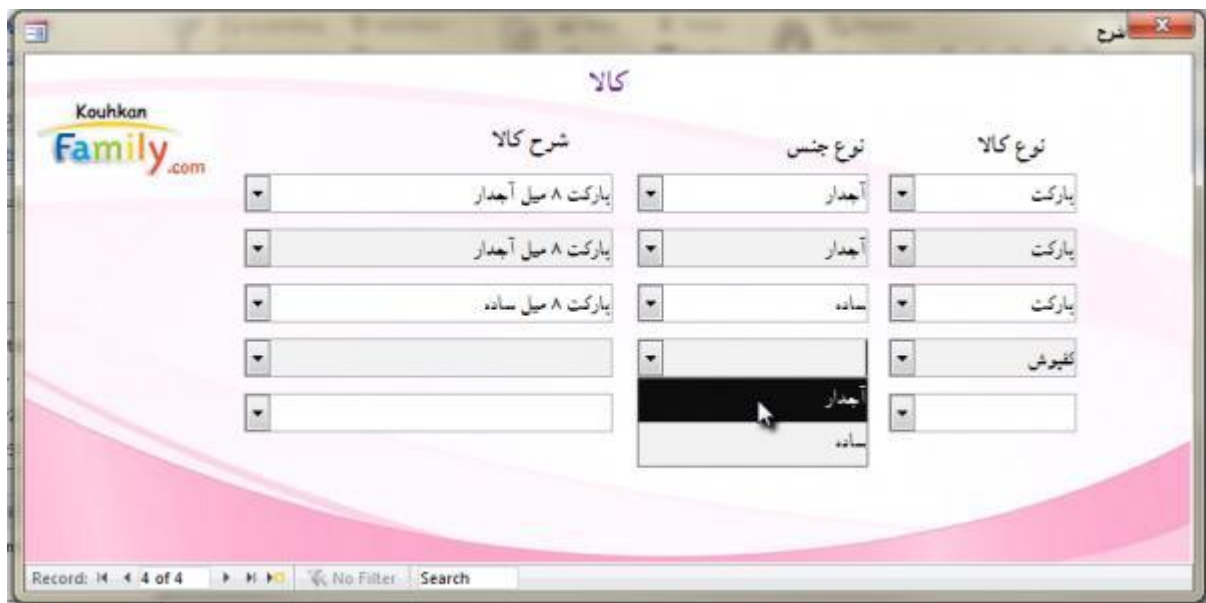 شرح
کالا
Kouhkan
Family.com
نوع کالا نوع جنس شرح کالا
پارکت آجدار پارکت ۸ میل آجدار
پارکت آجدار پارکت ۸ میل آجدار
پارکت ساده پارکت ۸ میل ساده
کفپوش
آجدار
ساده
Record: 4 of 4 No Filter Search